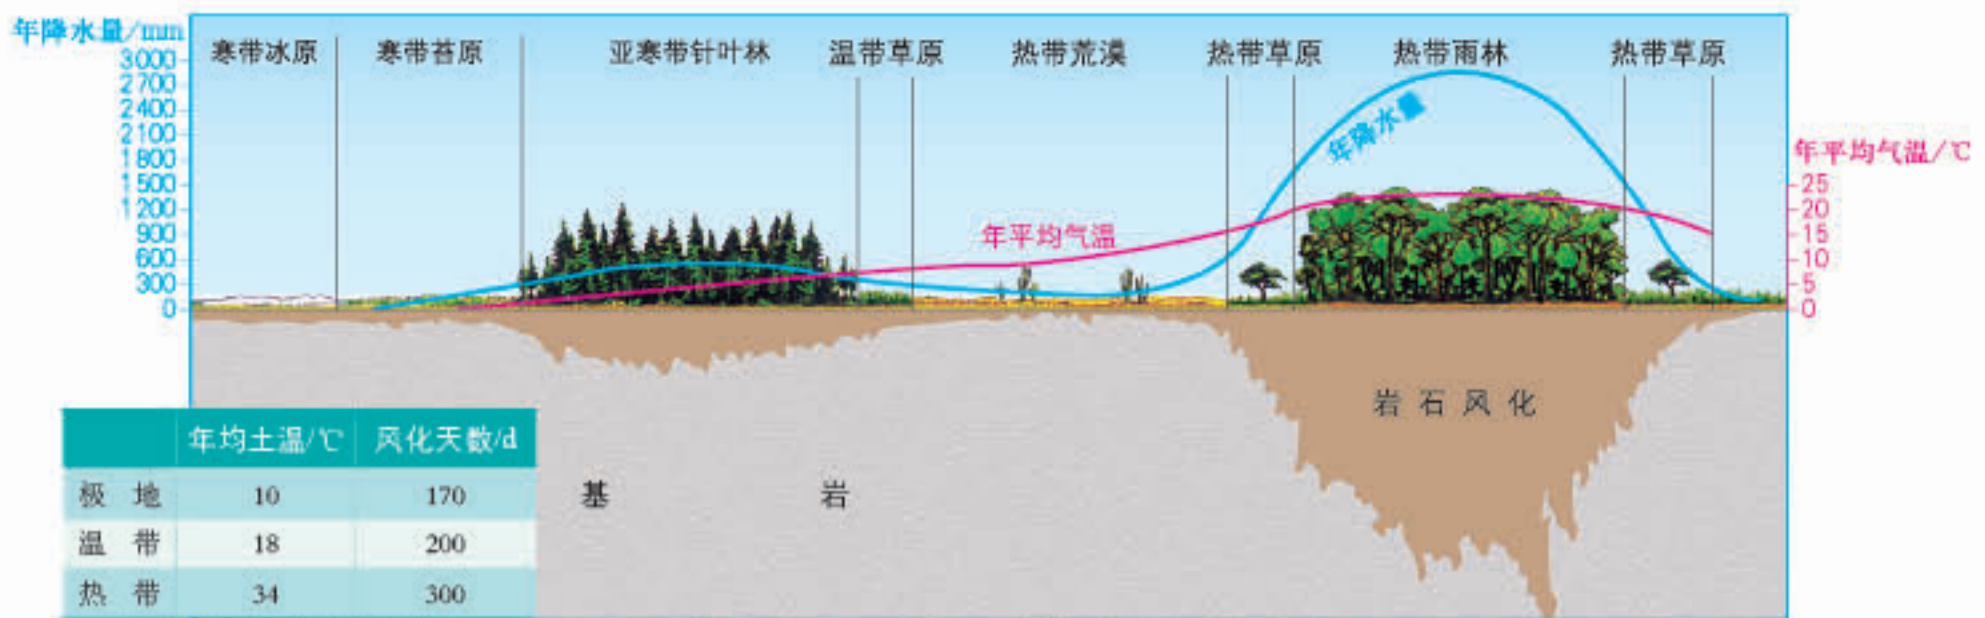 年降水量/mm
寒带冰原 寒带苔原 亚寒带针叶林 温带草原 热带荒漠 热带草原 热带雨林 热带草原
3000
2700
2400
2100
1800
1500
1200
900
600
300
0
年降水量
年平均气温
年平均气温/℃
25
20
15
10
5
0
岩石风化
基岩
年均土温/℃ 风化天数/d
极地 10 170
温带 18 200
热带 34 300